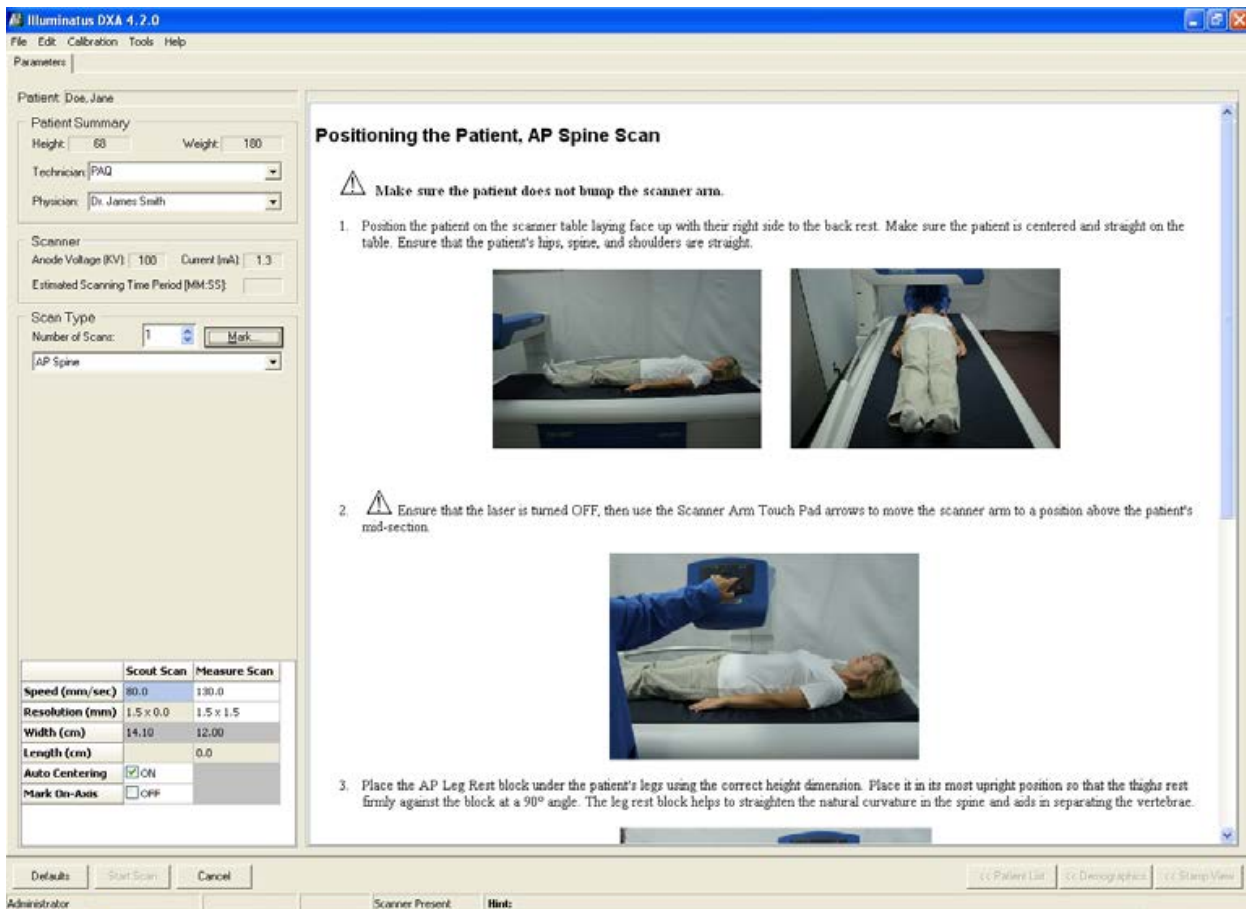 Illuminatus DXA 4.2.0
File Edit Calibration Tools Help
Parameters
Patient: Doe, Jane
Patient Summary
Height: 68 Weight: 180
Technician: PAQ
Physician: Dr. James Smith
Scanner
Anode Voltage (KV): 100 Current (mA): 1.3
Estimated Scanning Time Period [MM:SS]:
Scan Type
Number of Scans: 1 Mark...
AP Spine
Scout Scan Measure Scan
Speed (mm/sec) 80.0 130.0
Resolution (mm) 1.5 x 0.0 1.5 x 1.5
Width (cm) 14.10 12.00
Length (cm) 0.0
Auto Centering ON
Mark On-Axis OFF
Positioning the Patient, AP Spine Scan
Make sure the patient does not bump the scanner arm.
1. Position the patient on the scanner table laying face up with their right side to the back rest. Make sure the patient is centered and straight on the
table. Ensure that the patient's hips, spine, and shoulders are straight.
2. Ensure that the laser is turned OFF, then use the Scanner Arm Touch Pad arrows to move the scanner arm to a position above the patient's
mid-section.
3. Place the AP Leg Rest block under the patient's legs using the correct height dimension. Place it in its most upright position so that the thighs rest
firmly against the block at a 90° angle. The leg rest block helps to straighten the natural curvature in the spine and aids in separating the vertebrae.
Defaults Start Scan Cancel << Patient List << Demographics << Stamp View
Administrator Scanner Present Hint: